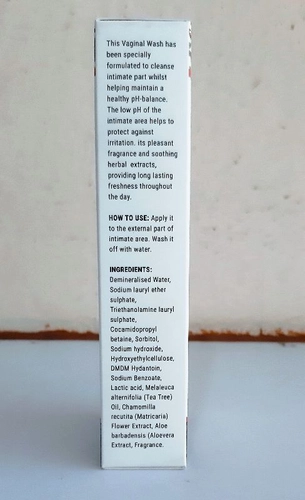 This Vaginal Wash has
been specially
formulated to cleanse
intimate part whilst
helping maintain a
healthy pH-balance.
The low pH of the
intimate area helps to
protect against
irritation. its pleasant
fragrance and soothing
herbal extracts,
providing long lasting
freshness throughout
the day.
HOW TO USE: Apply it
to the external part of
intimate area. Wash it
off with water.
INGREDIENTS:
Demineralised Water,
Sodium lauryl ether
sulphate,
Triethanolamine lauryl
sulphate,
Cocamidopropyl
betaine, Sorbitol,
Sodium hydroxide,
Hydroxyethylcellulose,
DMDM Hydantoin,
Sodium Benzoate,
Lactic acid, Melaleuca
alternifolia (Tea Tree)
Oil, Chamomilla
recutita (Matricaria)
Flower Extract, Aloe
barbadensis (Aloevera
Extract, Fragrance.